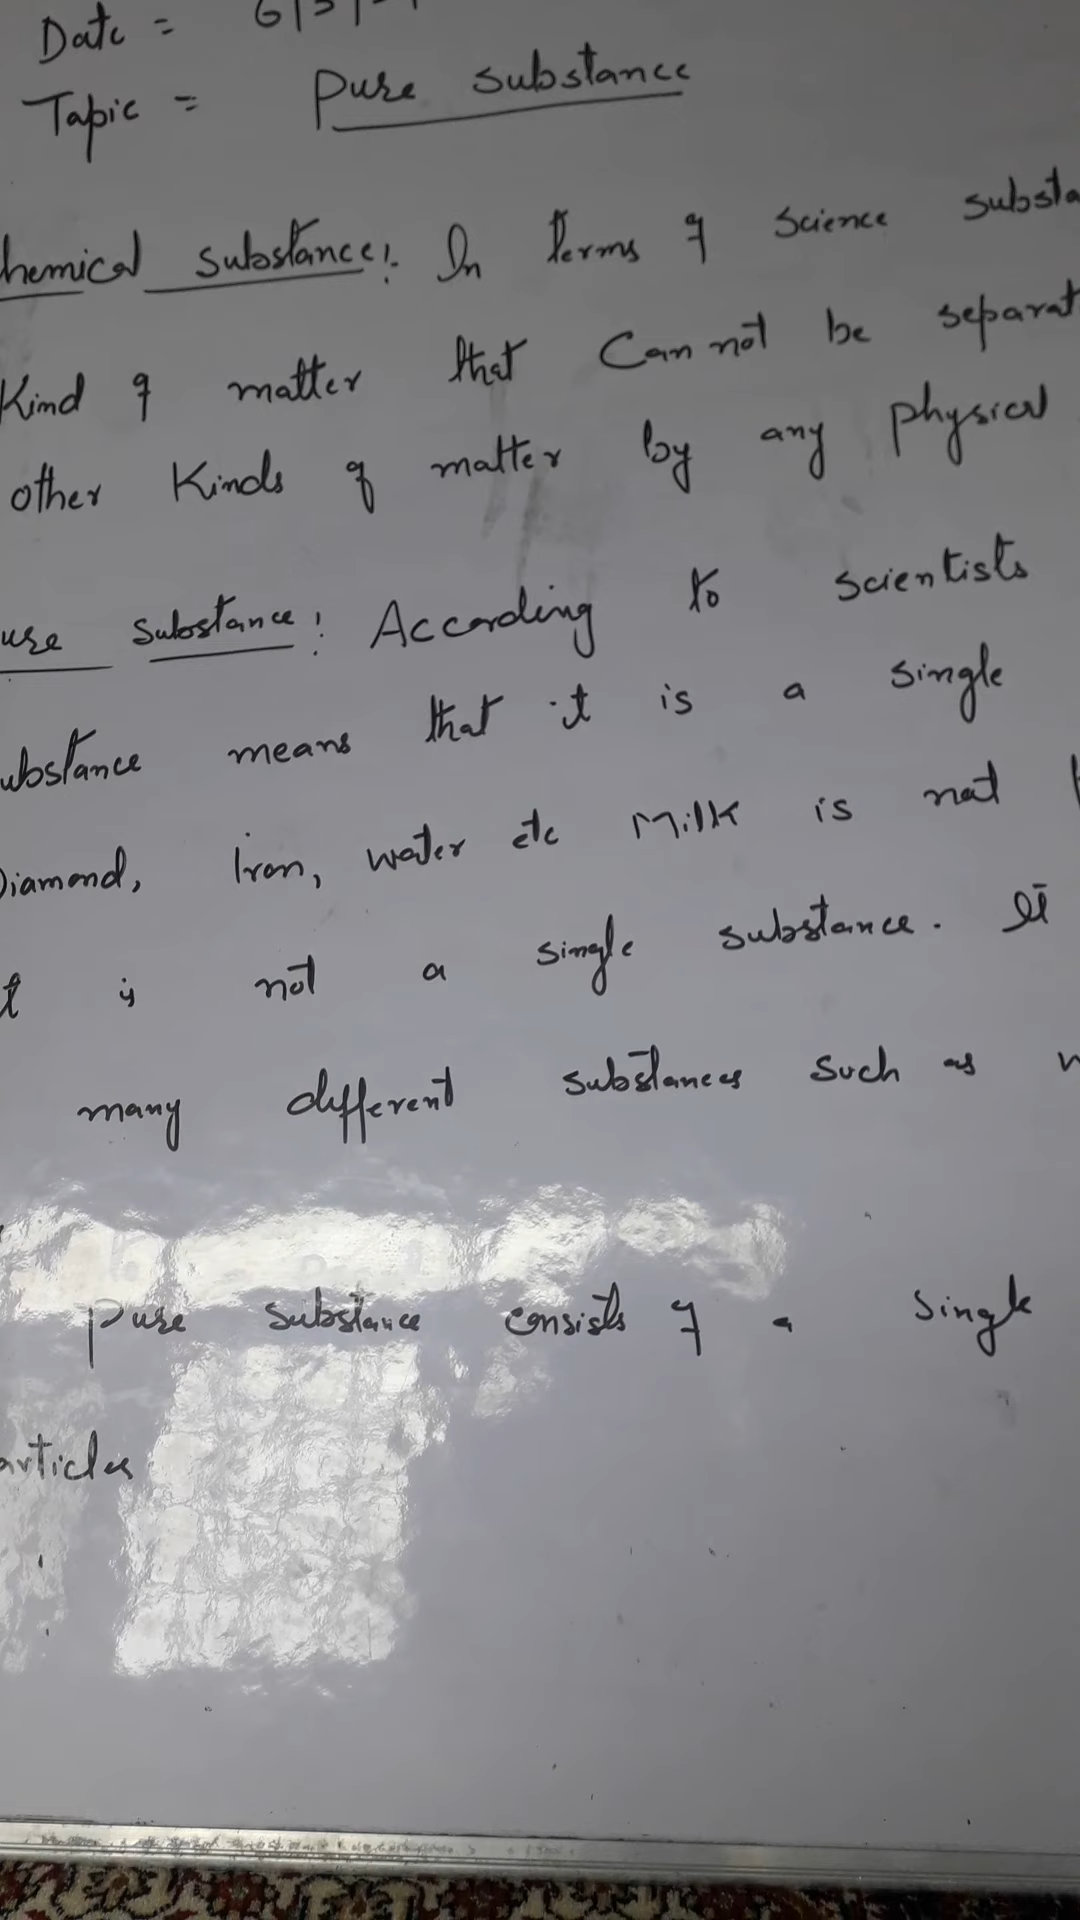 Date =
Tapic = Pure substance
hemical substance: In terms of science substa
Kind of matter that Can not be separat
other Kinds of matter by any physical
ure substance: According to scientists
ubstance means that it is a single
Diamond, Iron, water etc Milk is not
t is not a single substance. It
many different substances such as
pure substance consists of a single
articles